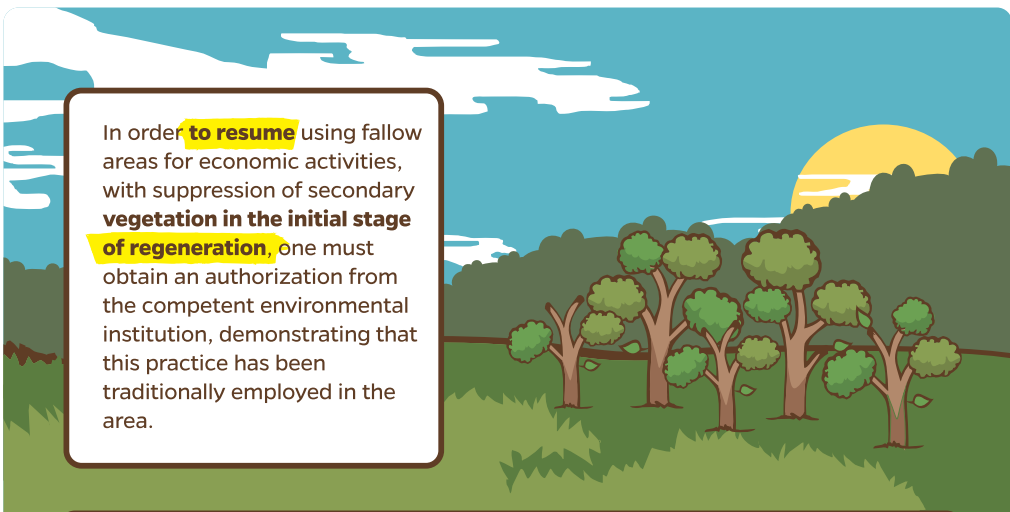 In order to resume using fallow
areas for economic activities,
with suppression of secondary
vegetation in the initial stage
of regeneration, one must
obtain an authorization from
the competent environmental
institution, demonstrating that
this practice has been
traditionally employed in the
area.